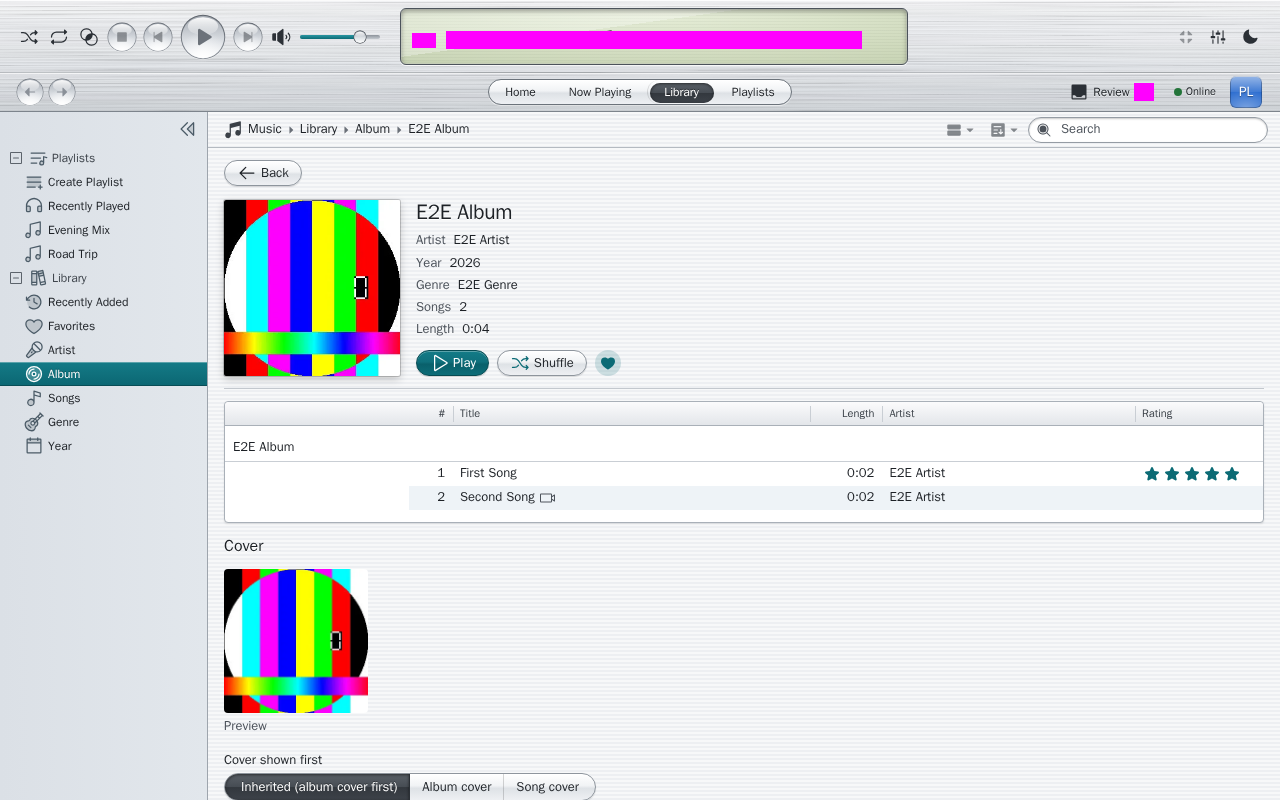 Home Now Playing Library Playlists
Review Online PL
Music Library Album E2E Album
Search
Playlists
Create Playlist
Recently Played
Evening Mix
Road Trip
Library
Recently Added
Favorites
Artist
Album
Songs
Genre
Year
Back
E2E Album
Artist E2E Artist
Year 2026
Genre E2E Genre
Songs 2
Length 0:04
Play Shuffle
# Title Length Artist Rating
E2E Album
1 First Song 0:02 E2E Artist
2 Second Song 0:02 E2E Artist
Cover
Preview
Cover shown first
Inherited (album cover first) Album cover Song cover